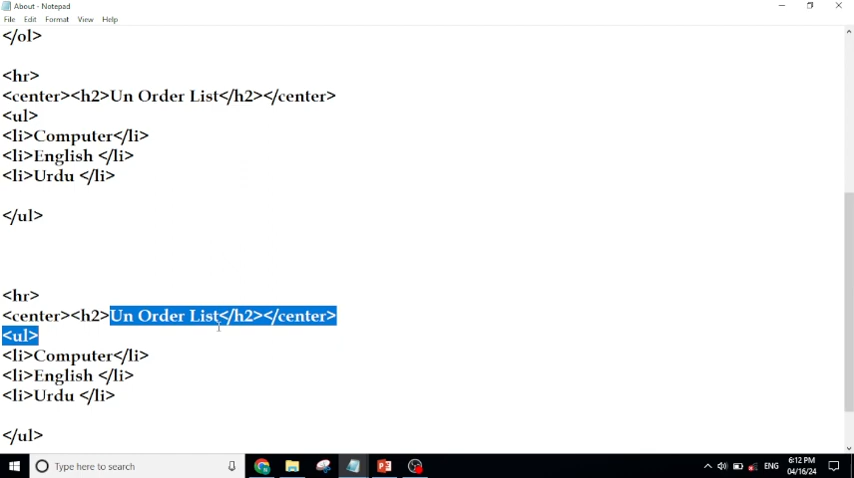 About - Notepad
File Edit Format View Help
</ol>
<hr>
<center><h2>Un Order List</h2></center>
<ul>
<li>Computer</li>
<li>English </li>
<li>Urdu </li>
</ul>
<hr>
<center><h2>Un Order List</h2></center>
<ul>
<li>Computer</li>
<li>English </li>
<li>Urdu </li>
</ul>
Type here to search
ENG
6:12 PM
04/16/24